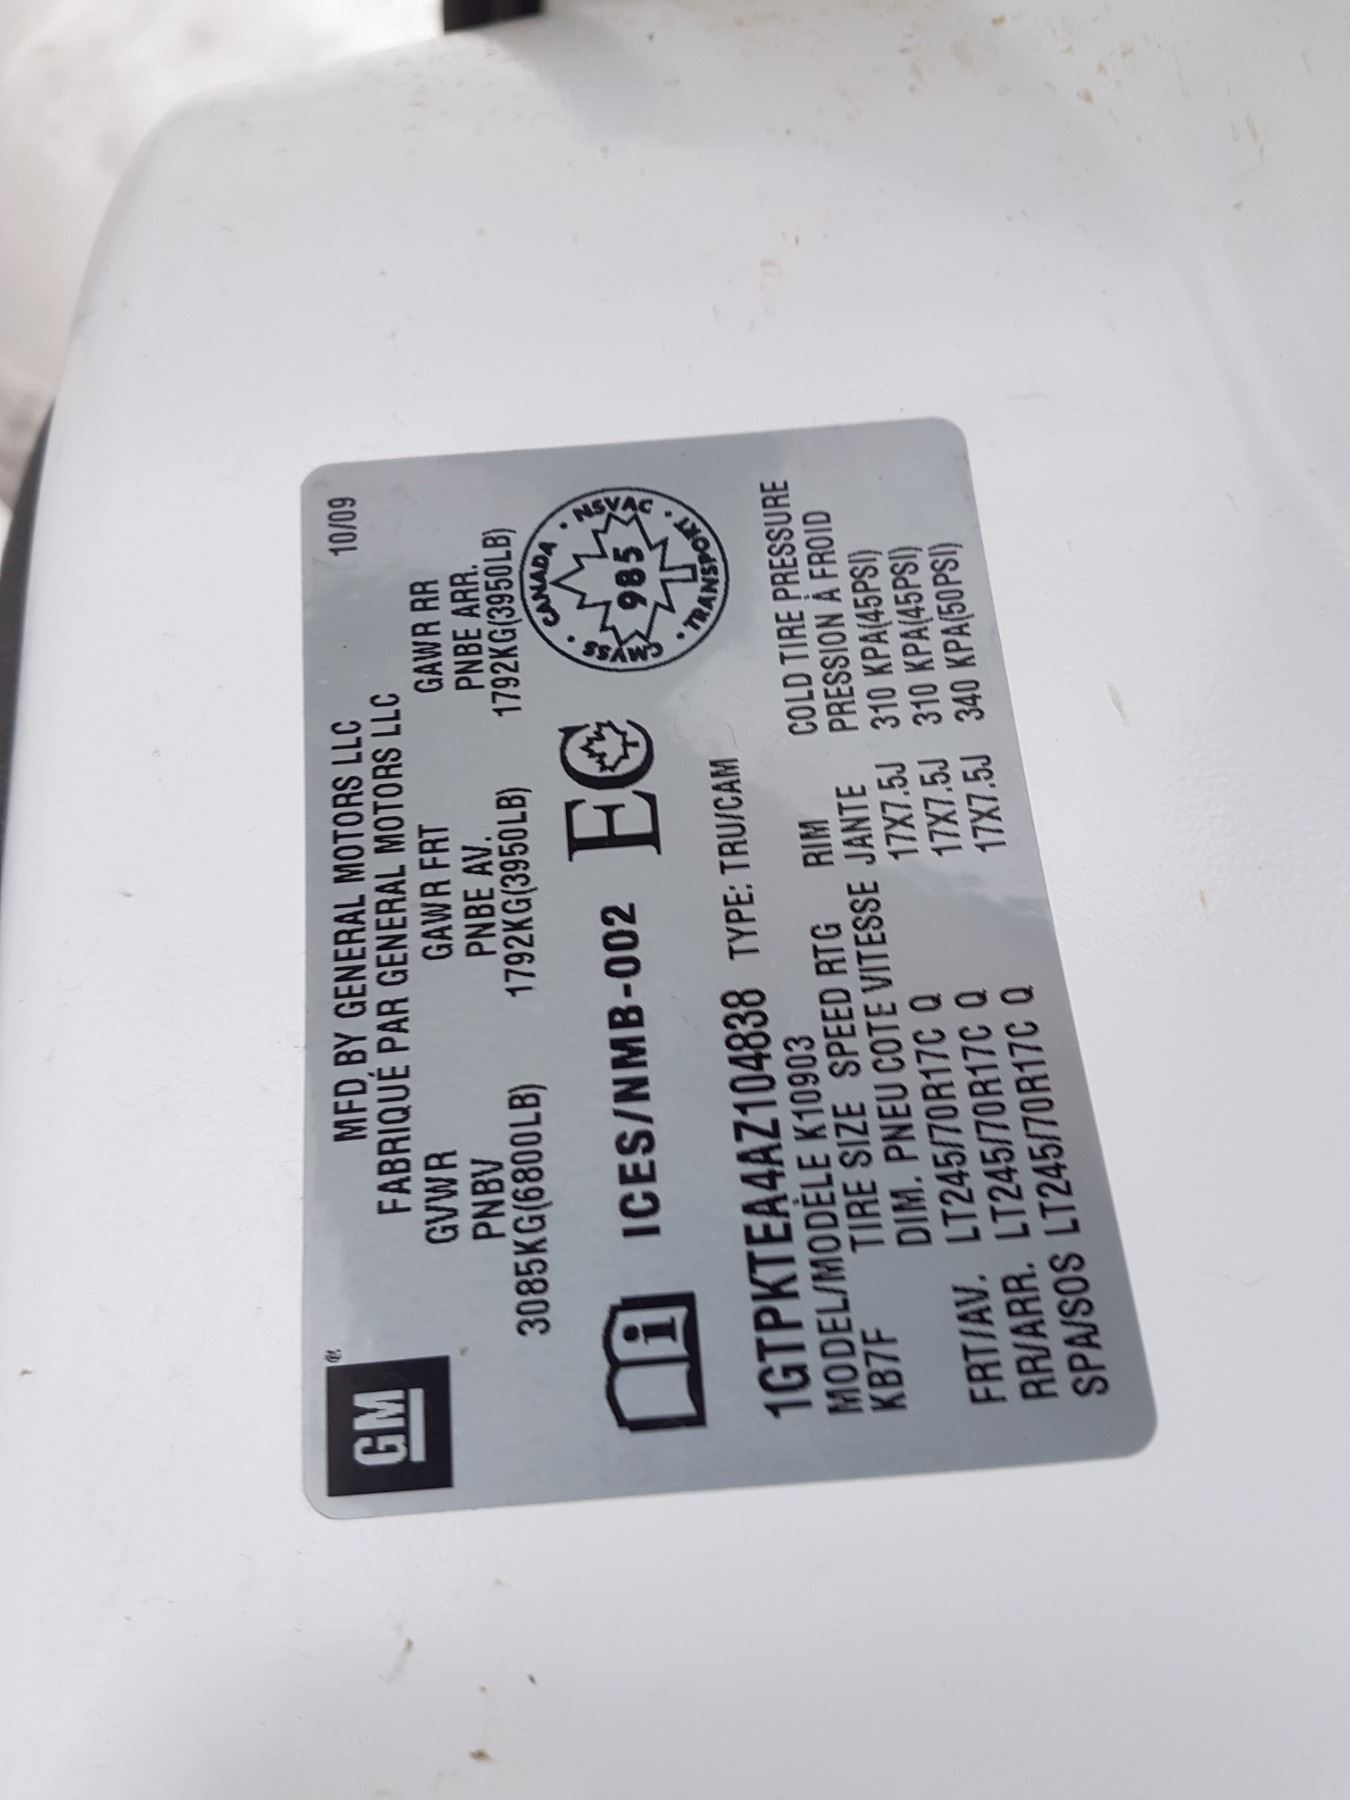 GM®
10/09
MFD BY GENERAL MOTORS LLC
FABRIQUÉ PAR GENERAL MOTORS LLC
GVWR GAWR FRT GAWR RR
PNBV PNBE AV. PNBE ARR.
3085KG(6800LB) 1792KG(3950LB) 1792KG(3950LB)
i ICES/NMB-002 EC
CANADA • NSVAC • TRANSPORT • CMVSS •
985
1GTPKTEA4AZ104838 TYPE: TRU/CAM
MODEL/MODÈLE K10903
KB7F TIRE SIZE SPEED RTG RIM COLD TIRE PRESSURE
DIM. PNEU COTE VITESSE JANTE PRESSION À FROID
FRT/AV. LT245/70R17C Q 17X7.5J 310 KPA(45PSI)
RR/ARR. LT245/70R17C Q 17X7.5J 310 KPA(45PSI)
SPA/SOS LT245/70R17C Q 17X7.5J 340 KPA(50PSI)